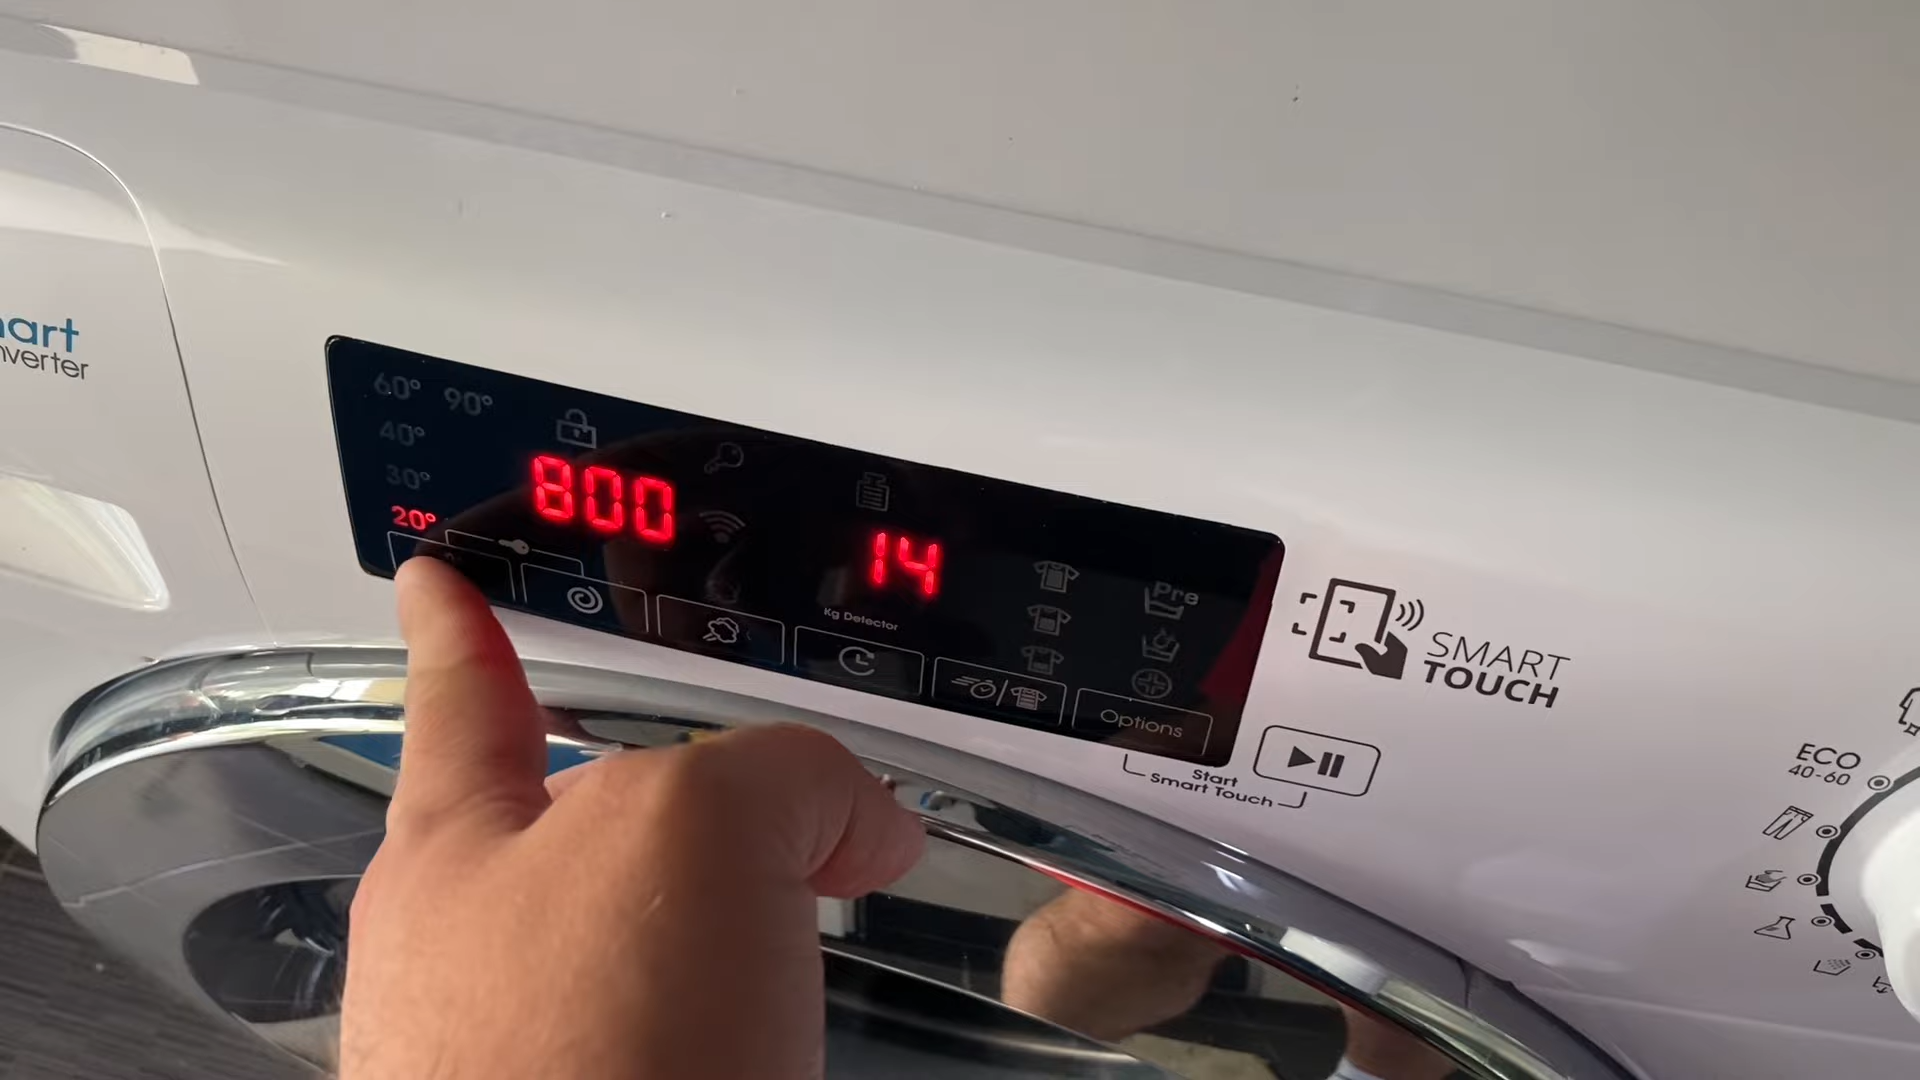 art
nverter
60° 90°
40°
30°
20°
800
14
Kg Detector
Pre
Options
Start
Smart Touch
SMART
TOUCH
ECO
40-60